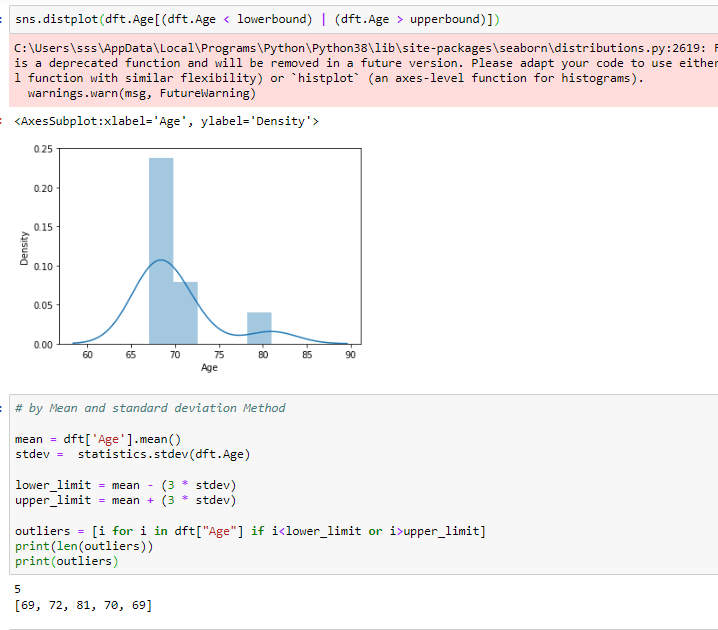 sns.distplot(dft.Age[(dft.Age < lowerbound) | (dft.Age > upperbound)])
C:\Users\sss\AppData\Local\Programs\Python\Python38\lib\site-packages\seaborn\distributions.py:2619: F
is a deprecated function and will be removed in a future version. Please adapt your code to use either
l function with similar flexibility) or `histplot` (an axes-level function for histograms).
warnings.warn(msg, FutureWarning)
<AxesSubplot:xlabel='Age', ylabel='Density'>
0.25
0.20
0.15
0.10
0.05
0.00
Density
60 65 70 75 80 85 90
Age
# by Mean and standard deviation Method
mean = dft['Age'].mean()
stdev = statistics.stdev(dft.Age)
lower_limit = mean - (3 * stdev)
upper_limit = mean + (3 * stdev)
outliers = [i for i in dft["Age"] if i<lower_limit or i>upper_limit]
print(len(outliers))
print(outliers)
5
[69, 72, 81, 70, 69]